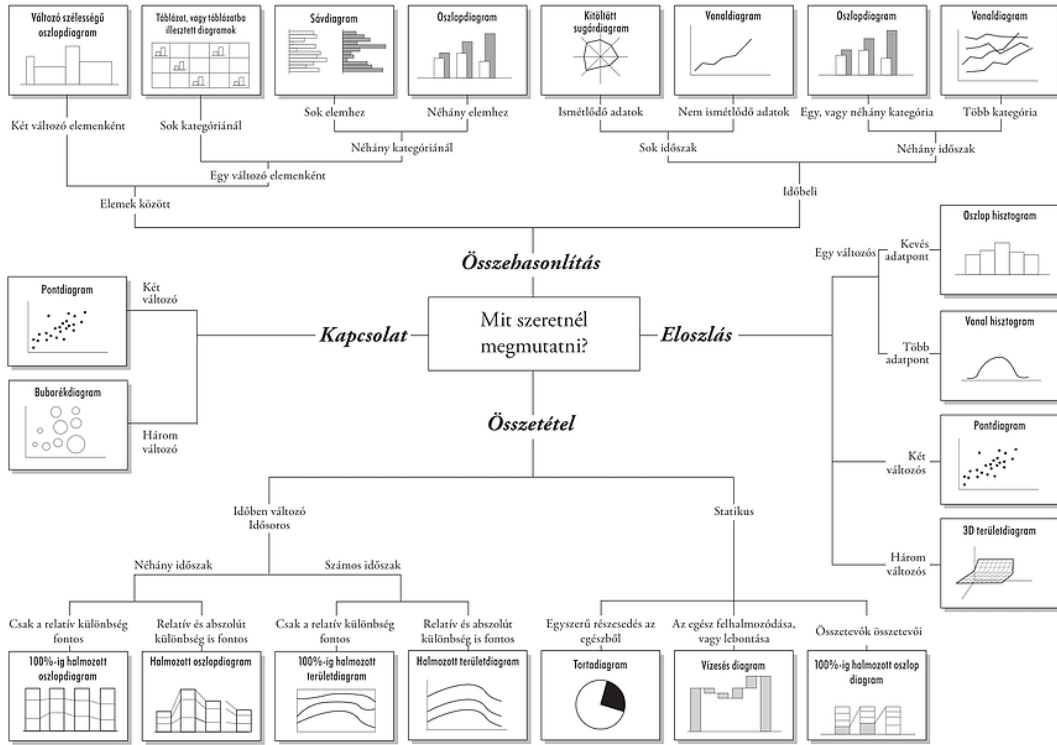 Változó szélességű
oszlopdiagram
Táblázat, vagy táblázatba
illesztett diagramok
Sávdiagram
Oszlopdiagram
Kitöltött
sugárdiagram
Vonaldiagram
Oszlopdiagram
Vonaldiagram
Két változó elemenként
Sok kategóriánál
Sok elemhez
Néhány elemhez
Ismétlődő adatok
Nem ismétlődő adatok
Egy, vagy néhány kategória
Több kategória
Néhány kategóriánál
Sok időszak
Néhány időszak
Egy változó elemenként
Időbeli
Elemek között
Összehasonlítás
Mit szeretnél
megmutatni?
Kapcsolat
Két
változó
Pontdiagram
Három
változó
Buborékdiagram
Eloszlás
Egy változós
Kevés
adatpont
Oszlop hisztogram
Több
adatpont
Vonal hisztogram
Két
változós
Pontdiagram
Három
változós
3D területdiagram
Összetétel
Időben változó
Idősoros
Statikus
Néhány időszak
Számos időszak
Csak a relatív különbség
fontos
Relatív és abszolút
különbség is fontos
Csak a relatív különbség
fontos
Relatív és abszolút
különbség is fontos
Egyszerű részesedés az
egészből
Az egész felhalmozódása,
vagy lebontása
Összetevők összetevői
100%-ig halmozott
oszlopdiagram
Halmozott oszlopdiagram
100%-ig halmozott
területdiagram
Halmozott területdiagram
Tortadiagram
Vízesés diagram
100%-ig halmozott oszlop
diagram